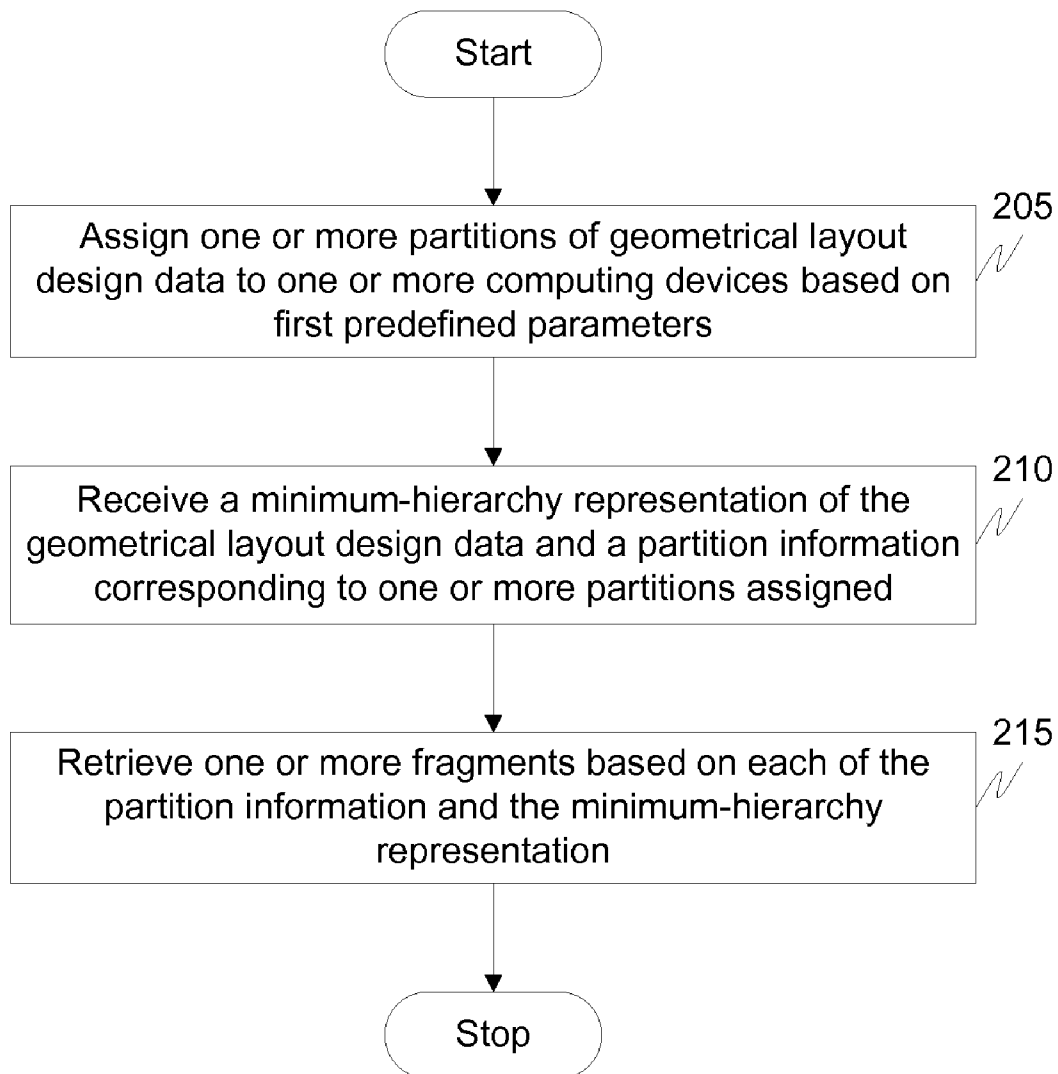 Start
205
Assign one or more partitions of geometrical layout
design data to one or more computing devices based on
first predefined parameters
210
Receive a minimum-hierarchy representation of the
geometrical layout design data and a partition information
corresponding to one or more partitions assigned
215
Retrieve one or more fragments based on each of the
partition information and the minimum-hierarchy
representation
Stop